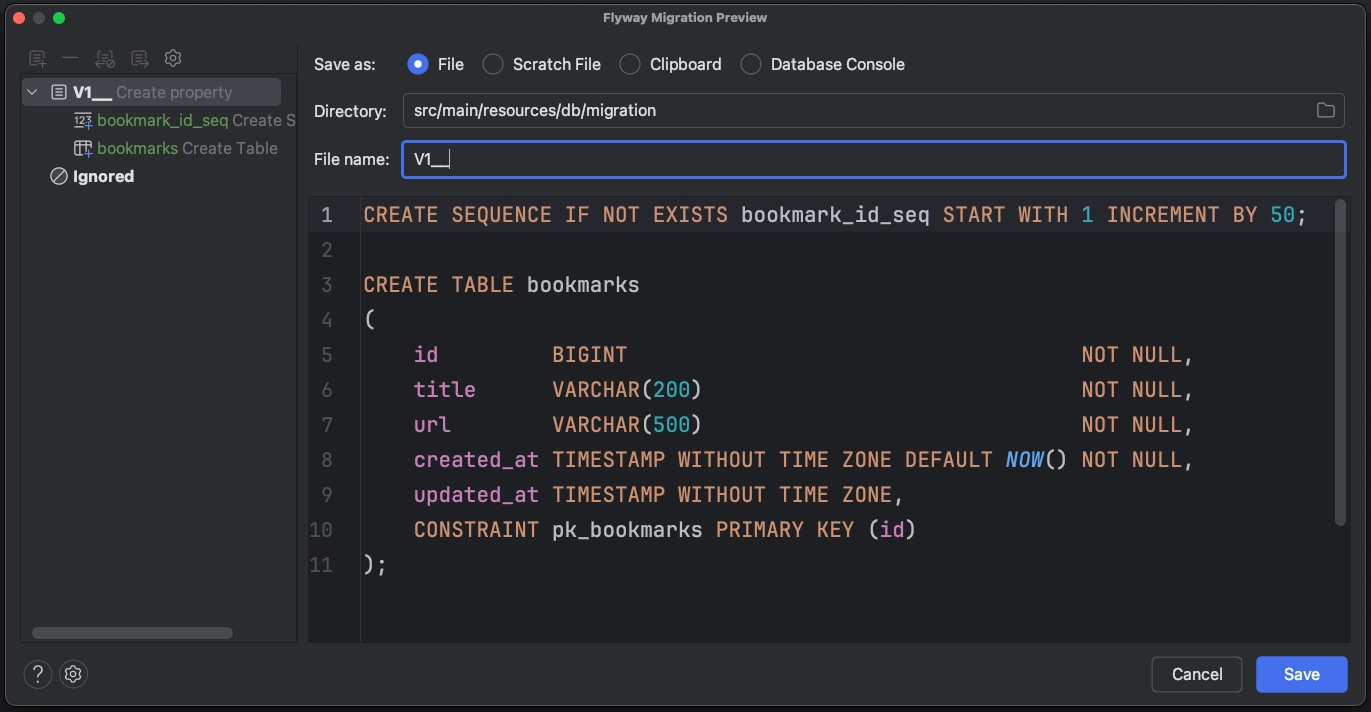 Flyway Migration Preview
Save as: File Scratch File Clipboard Database Console
V1__ Create property
bookmark_id_seq Create S
bookmarks Create Table
Ignored
Directory: src/main/resources/db/migration
File name: V1__
1 CREATE SEQUENCE IF NOT EXISTS bookmark_id_seq START WITH 1 INCREMENT BY 50;
2
3 CREATE TABLE bookmarks
4 (
5 id BIGINT NOT NULL,
6 title VARCHAR(200) NOT NULL,
7 url VARCHAR(500) NOT NULL,
8 created_at TIMESTAMP WITHOUT TIME ZONE DEFAULT NOW() NOT NULL,
9 updated_at TIMESTAMP WITHOUT TIME ZONE,
10 CONSTRAINT pk_bookmarks PRIMARY KEY (id)
11 );
? Cancel Save